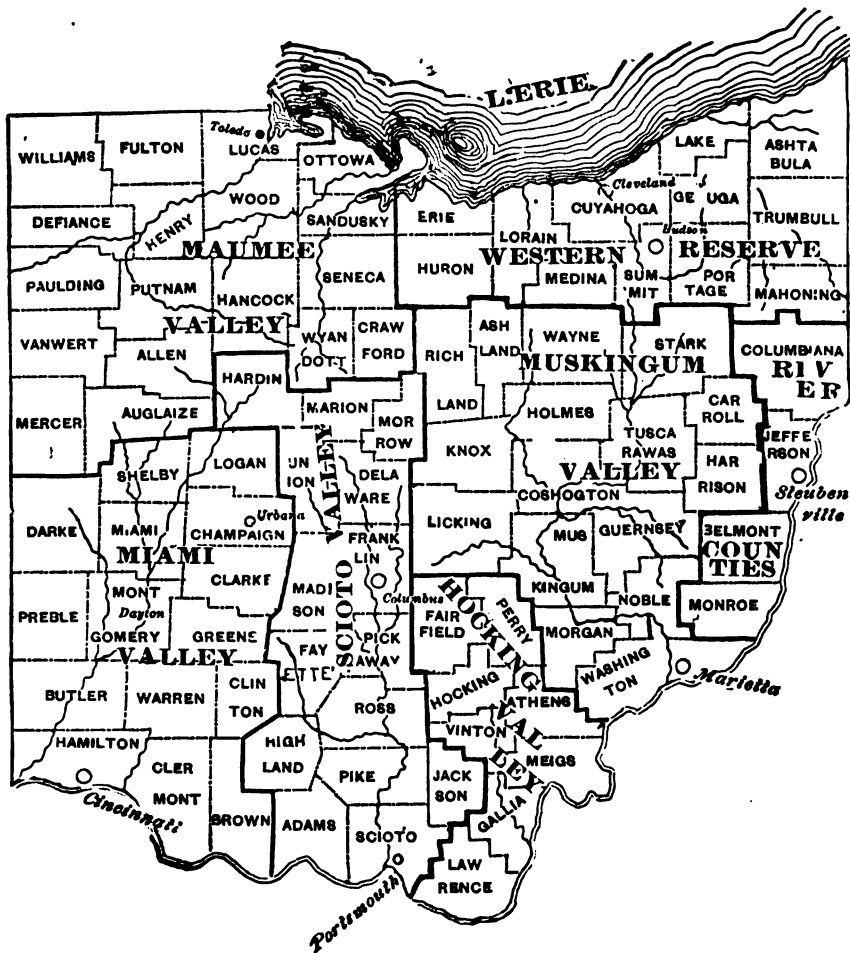 L. ERIE
Toledo
WILLIAMS
FULTON
LUCAS
OTTOWA
LAKE
ASHTA
BULA
WOOD
Cleveland
CUYAHOGA
GE UGA
DEFIANCE
HENRY
SANDUSKY
ERIE
LORAIN
Hudson
TRUMBULL
MAUMEE
WESTERN
RESERVE
PAULDING
PUTNAM
HANCOCK
SENECA
HURON
MEDINA
SUM
MIT
POR
TAGE
MAHONING
VALLEY
VANWERT
ALLEN
WYAN
DOTT
CRAW
FORD
RICH
LAND
ASH
LAND
WAYNE
STARK
COLUMBIANA
RIV
ER
MUSKINGUM
HARDIN
MERCER
AUGLAIZE
MARION
MOR
ROW
HOLMES
CAR
ROLL
TUSCA
RAWAS
JEFFE
RSON
SHELBY
LOGAN
UN
ION
DELA
WARE
KNOX
VALLEY
HAR
RISON
Steuben
ville
COSHOGTON
DARKE
MIAMI
CHAMPAIGN
Urbana
VALLEY
FRANK
LIN
LICKING
MUS
KINGUM
GUERNSEY
BELMONT
COUN
TIES
MIAMI
MONT
GOMERY
CLARKE
MADI
SON
SCIOTO
Columbus
PREBLE
Dayton
GREENE
FAIR
FIELD
HOCKING
PERRY
NOBLE
MONROE
VALLEY
FAY
ETTE
PICK
AWAY
MORGAN
WASHING
TON
Marietta
BUTLER
WARREN
CLIN
TON
ROSS
HOCKING
ATHENS
HAMILTON
HIGH
LAND
VINTON
VAL
LEY
MEIGS
CLER
MONT
PIKE
JACK
SON
Cincinnati
BROWN
ADAMS
SCIOTO
GALLIA
LAW
RENCE
Portsmouth